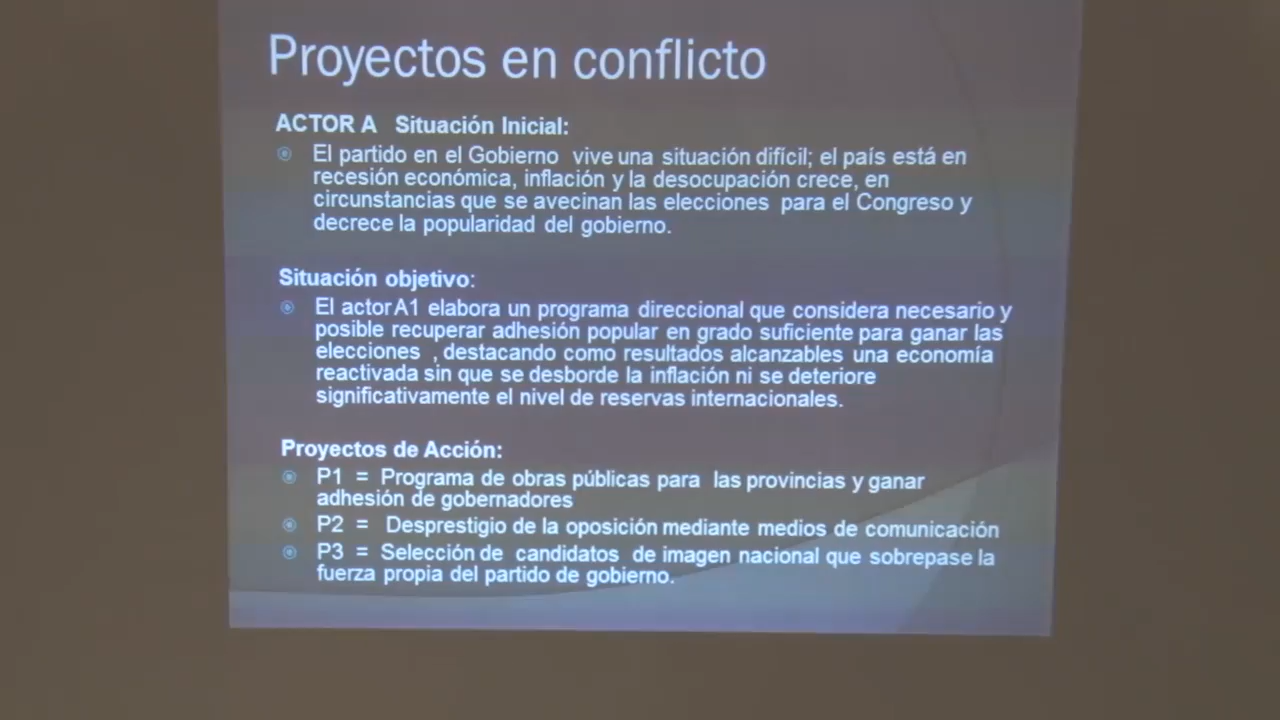 Proyectos en conflicto
ACTOR A Situación Inicial:
El partido en el Gobierno vive una situación difícil; el país está en
recesión económica, inflación y la desocupación crece, en
circunstancias que se avecinan las elecciones para el Congreso y
decrece la popularidad del gobierno.
Situación objetivo:
El actor A1 elabora un programa direccional que considera necesario y
posible recuperar adhesión popular en grado suficiente para ganar las
elecciones , destacando como resultados alcanzables una economía
reactivada sin que se desborde la inflación ni se deteriore
significativamente el nivel de reservas internacionales.
Proyectos de Acción:
P1 = Programa de obras públicas para las provincias y ganar
adhesión de gobernadores
P2 = Desprestigio de la oposición mediante medios de comunicación
P3 = Selección de candidatos de imagen nacional que sobrepase la
fuerza propia del partido de gobierno.